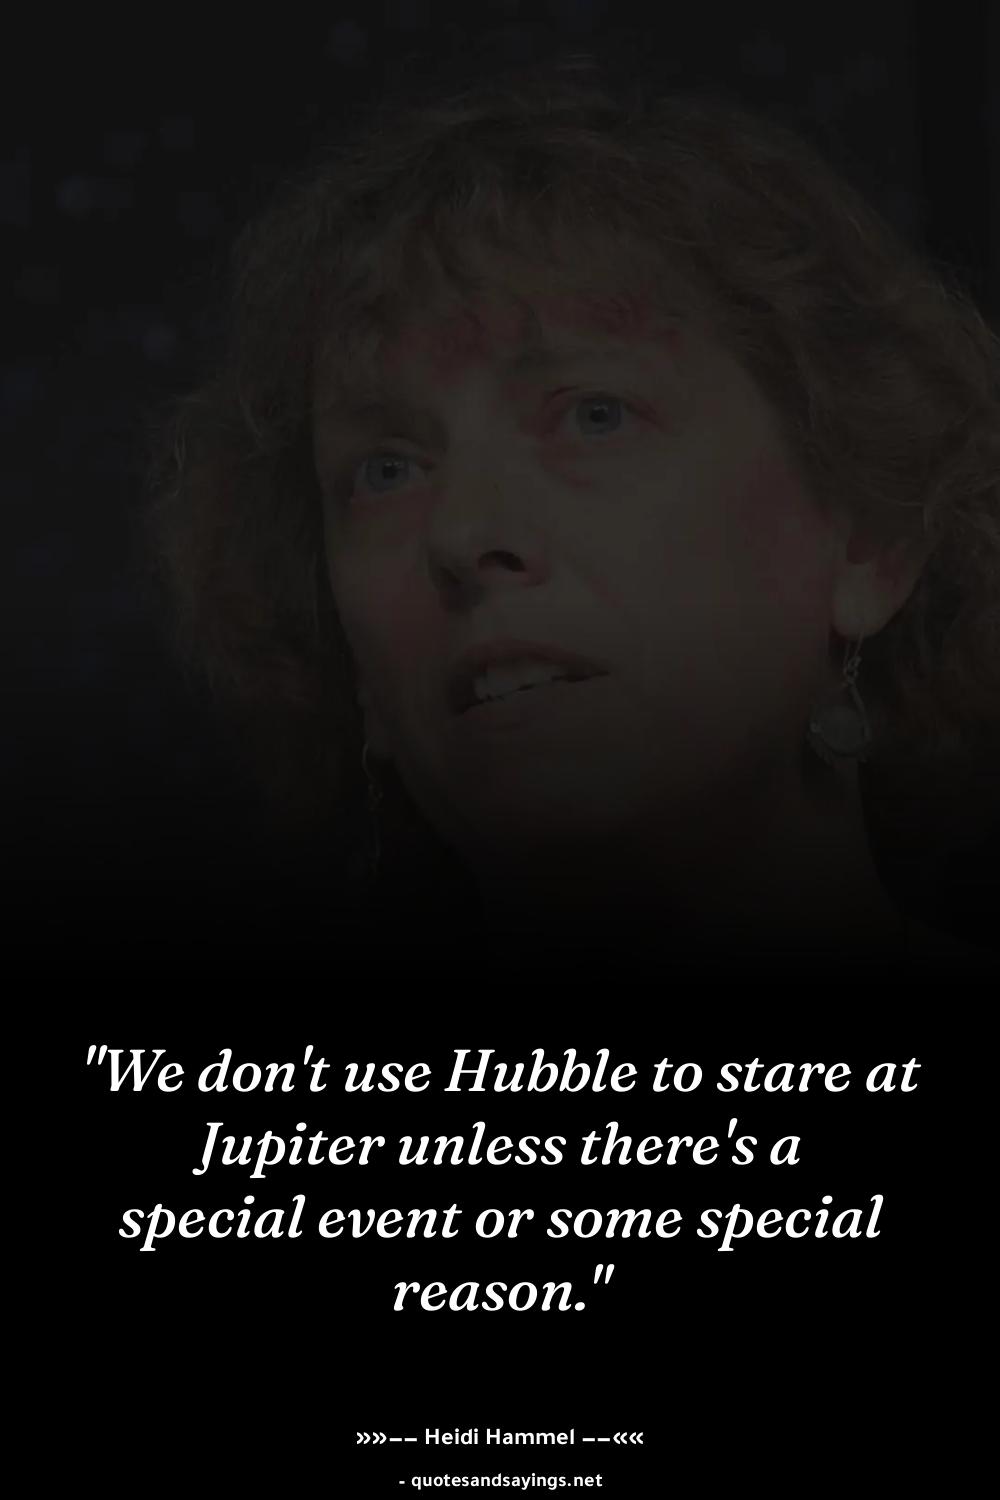 "We don't use Hubble to stare at
Jupiter unless there's a
special event or some special
reason."
»»−− Heidi Hammel −−««
- quotesandsayings.net